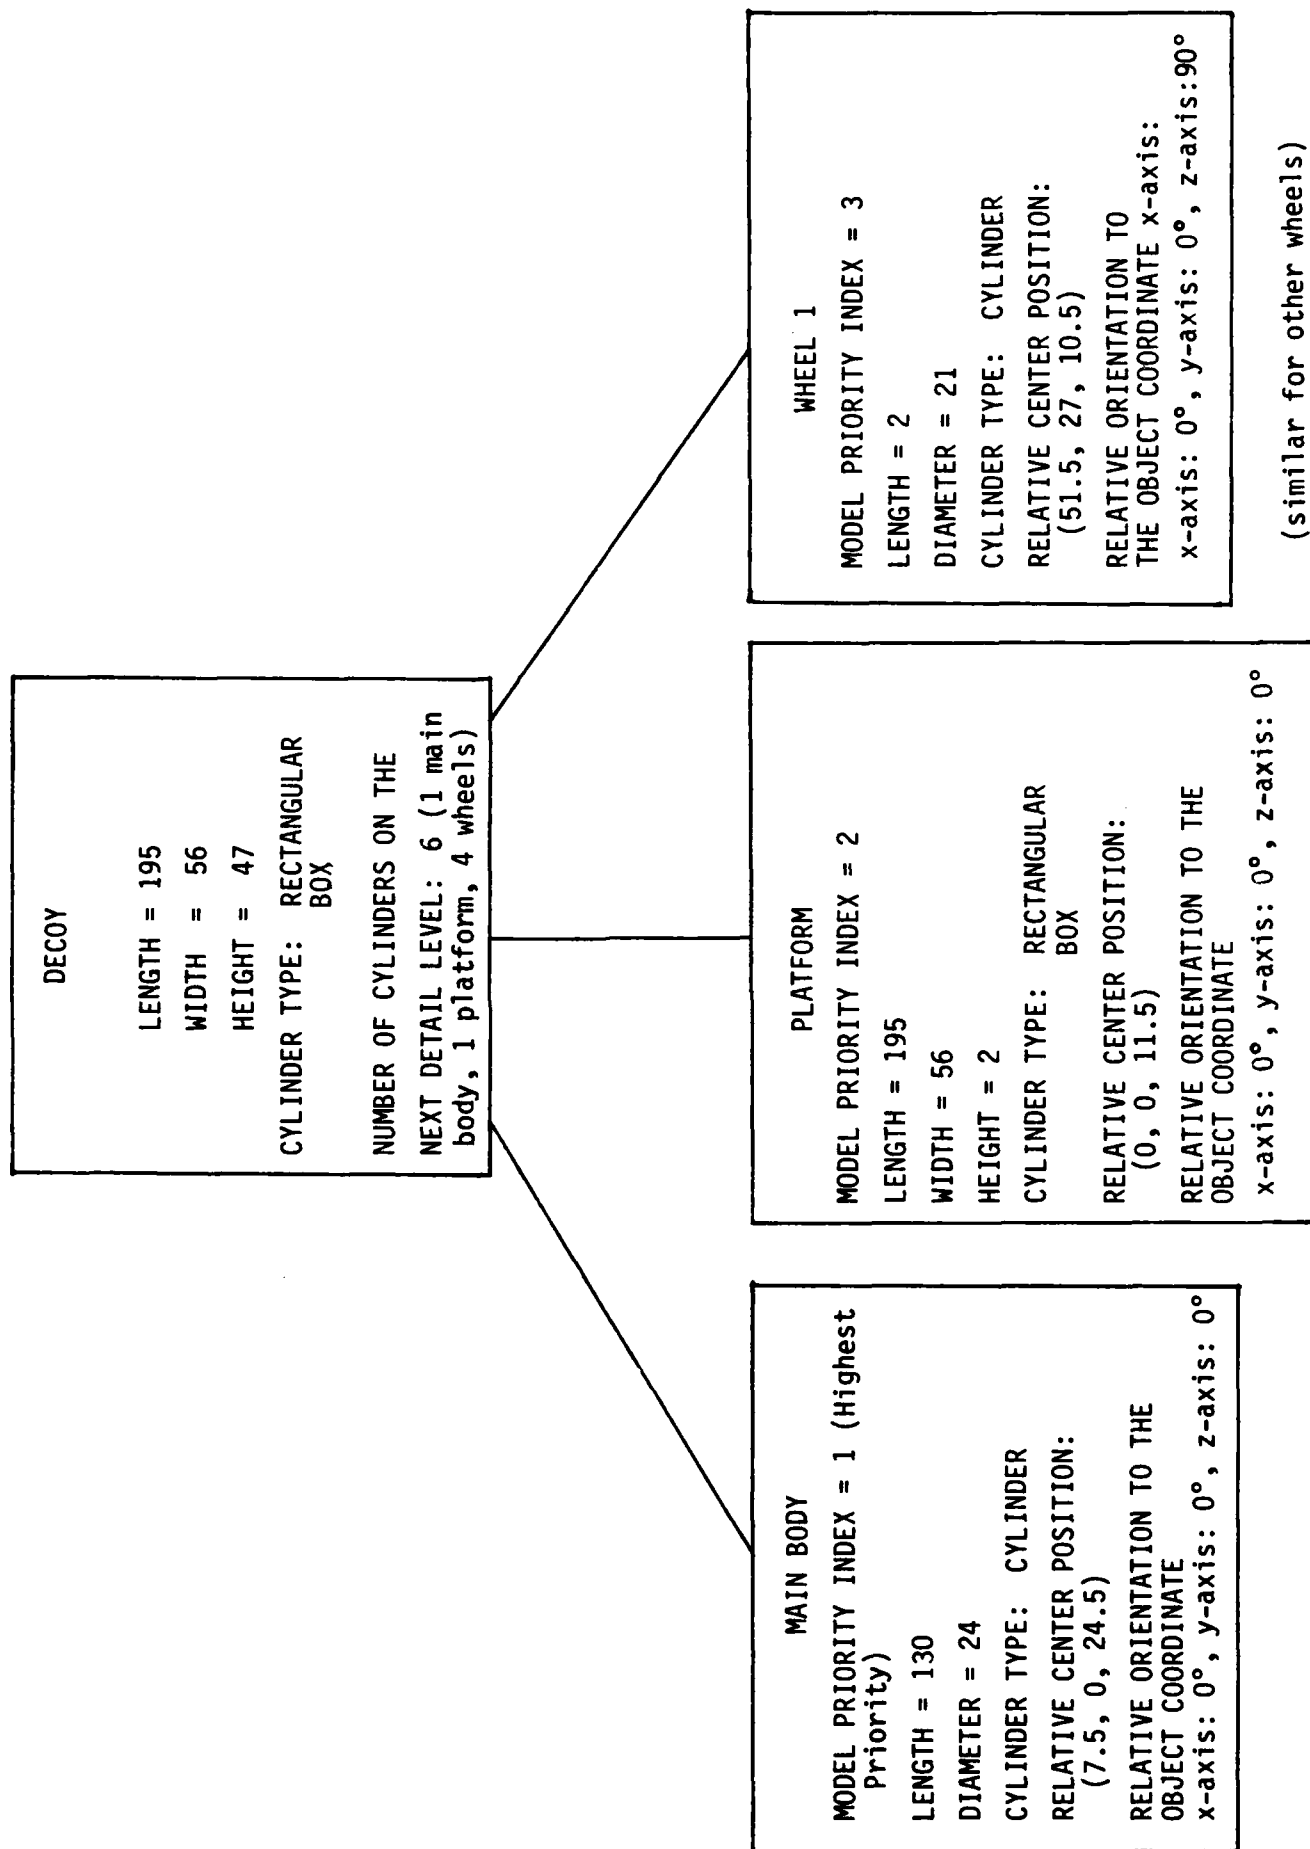 DECOY
LENGTH = 195
WIDTH = 56
HEIGHT = 47
CYLINDER TYPE: RECTANGULAR
BOX
NUMBER OF CYLINDERS ON THE
NEXT DETAIL LEVEL: 6 (1 main
body, 1 platform, 4 wheels)
MAIN BODY
MODEL PRIORITY INDEX = 1 (Highest
Priority)
LENGTH = 130
DIAMETER = 24
CYLINDER TYPE: CYLINDER
RELATIVE CENTER POSITION:
(7.5, 0, 24.5)
RELATIVE ORIENTATION TO THE
OBJECT COORDINATE
x-axis: 0°, y-axis: 0°, z-axis: 0°
PLATFORM
MODEL PRIORITY INDEX = 2
LENGTH = 195
WIDTH = 56
HEIGHT = 2
CYLINDER TYPE: RECTANGULAR
BOX
RELATIVE CENTER POSITION:
(0, 0, 11.5)
RELATIVE ORIENTATION TO THE
OBJECT COORDINATE
x-axis: 0°, y-axis: 0°, z-axis: 0°
WHEEL 1
MODEL PRIORITY INDEX = 3
LENGTH = 2
DIAMETER = 21
CYLINDER TYPE: CYLINDER
RELATIVE CENTER POSITION:
(51.5, 27, 10.5)
RELATIVE ORIENTATION TO
THE OBJECT COORDINATE x-axis:
x-axis: 0°, y-axis: 0°, z-axis:90°
(similar for other wheels)